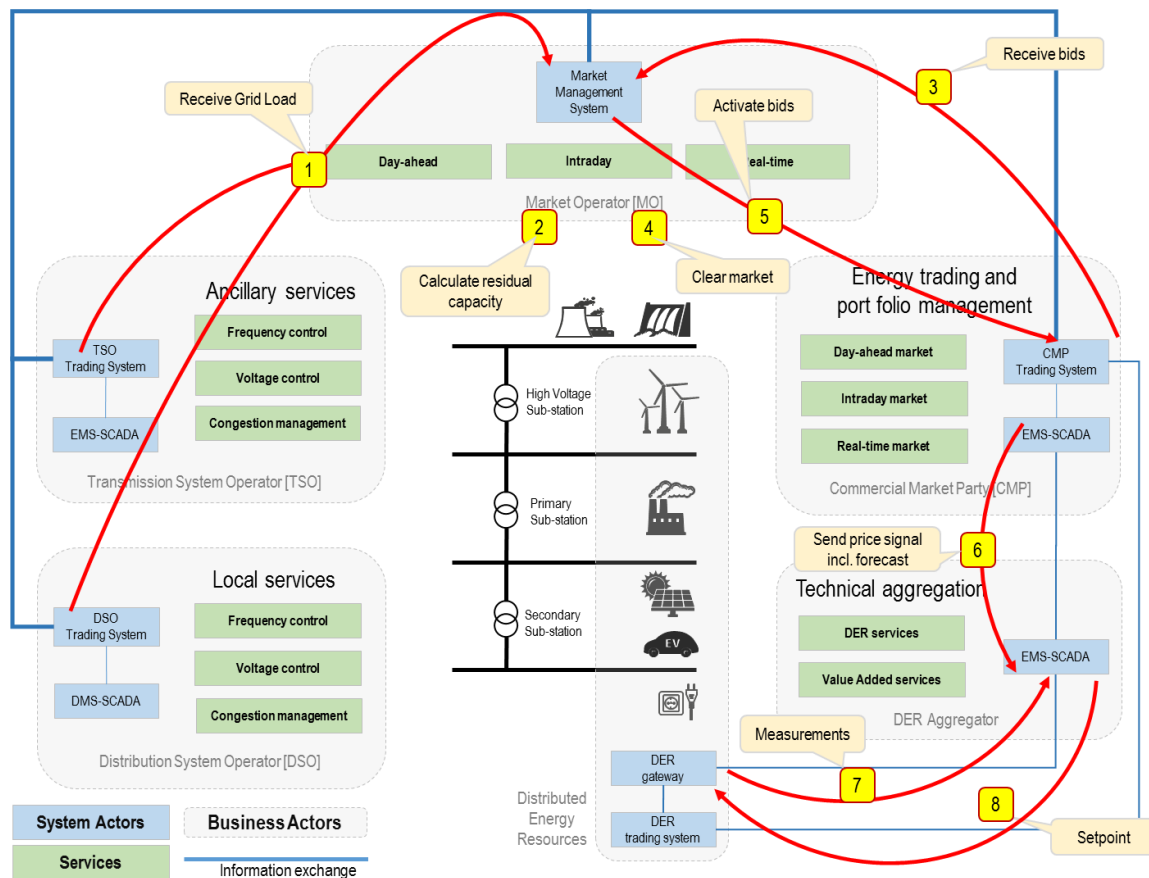 Receive bids
3
Market
Management
System
Receive Grid Load
Activate bids
1
Day-ahead
Intraday
Real-time
Market Operator [MO]
5
2
4
Calculate residual
capacity
Clear market
Ancillary services
Frequency control
TSO
Trading System
Voltage control
Congestion management
EMS-SCADA
Transmission System Operator [TSO]
Energy trading and
port folio management
Day-ahead market
CMP
Trading System
Intraday market
EMS-SCADA
Real-time market
Commercial Market Party [CMP]
High Voltage
Sub-station
Primary
Sub-station
Secondary
Sub-station
EV
Send price signal
incl. forecast
6
Technical aggregation
DER services
EMS-SCADA
Value Added services
DER Aggregator
Local services
Frequency control
DSO
Trading System
Voltage control
DMS-SCADA
Congestion management
Distribution System Operator [DSO]
Measurements
7
DER
gateway
8
Distributed
Energy
Resources
DER
trading system
Setpoint
System Actors
Business Actors
Services
Information exchange